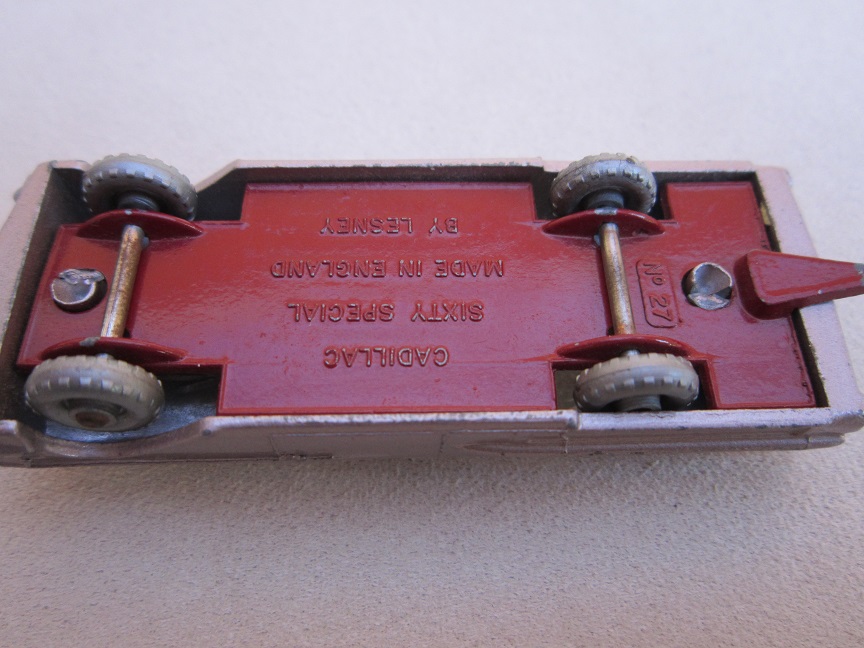 CADILLAC
SIXTY SPECIAL
MADE IN ENGLAND
BY LESNEY
Nº 27